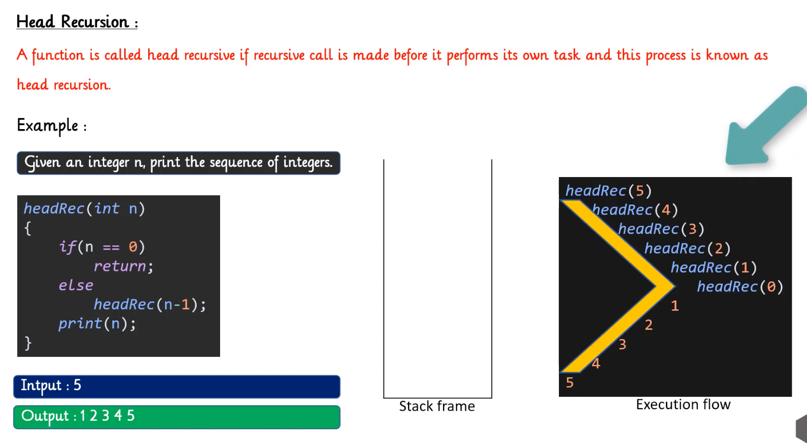 Head Recursion :
A function is called head recursive if recursive call is made before it performs its own task and this process is known as
head recursion.
Example :
Given an integer n, print the sequence of integers.
headRec(int n)
{
if(n == 0)
return;
else
headRec(n-1);
print(n);
}
Intput : 5
Output : 1 2 3 4 5
Stack frame
headRec(5)
headRec(4)
headRec(3)
headRec(2)
headRec(1)
headRec(0)
1
2
3
4
5
Execution flow